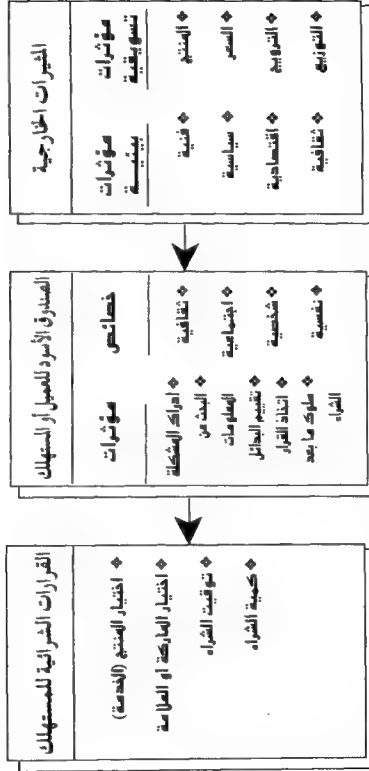 المثيرات الخارجية
مؤثرات تسويقية
مؤثرات بيئية
❖ المنتج
❖ السعر
❖ الترويج
❖ التوزيع
❖ فنية
❖ سياسية
❖ اقتصادية
❖ ثقافية
الصندوق الأسود للعميل أو المستهلك
خصائص
مؤثرات
❖ ثقافية
❖ اجتماعية
❖ شخصية
❖ نفسية
❖ ادراك المشكلة
❖ البحث عن
المعلومات
❖ تقييم البدائل
❖ اتخاذ القرار
❖ سلوك ما بعد
الشراء
القرارات الشرائية للمستهلك
❖ اختيار المنتج (الخدمة)
❖ اختيار الماركة او العلامة
❖ توقيت الشراء
❖ كمية الشراء